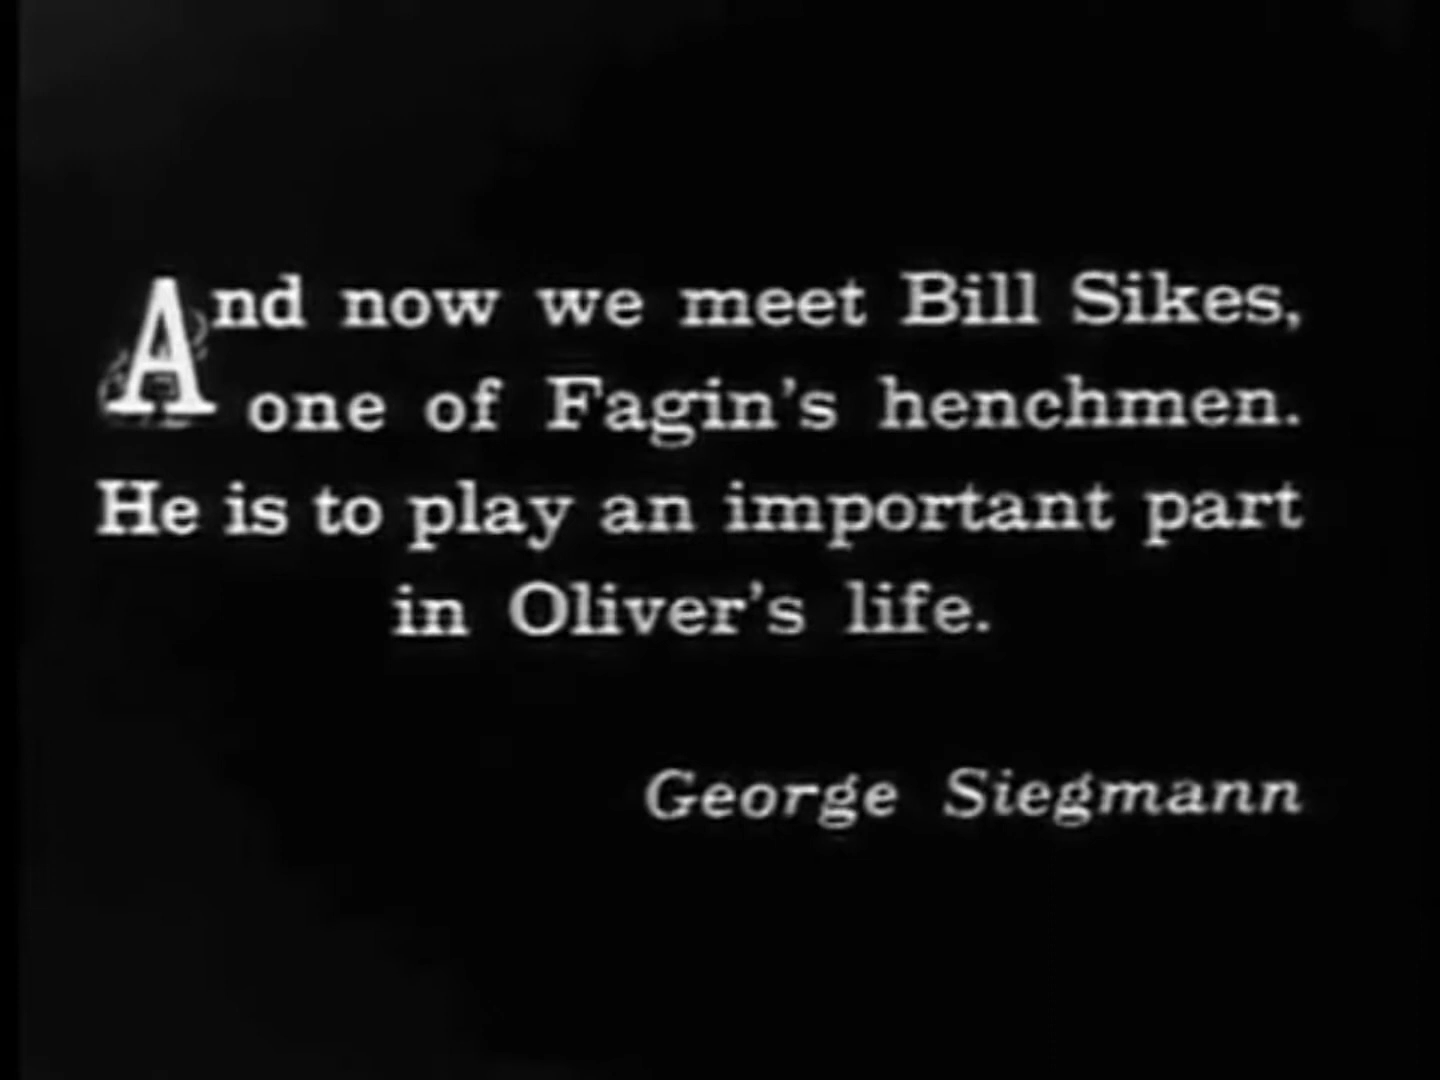 And now we meet Bill Sikes,
one of Fagin's henchmen.
He is to play an important part
in Oliver's life.
George Siegmann